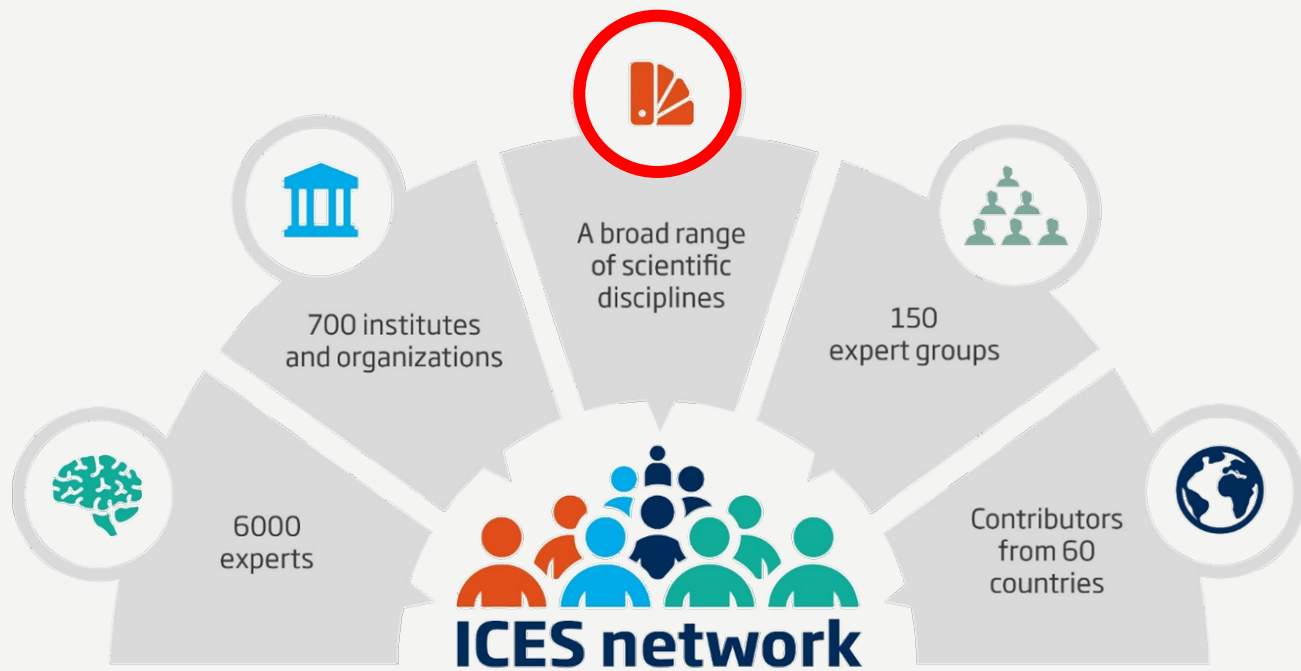 6000
experts
700 institutes
and organizations
A broad range
of scientific
disciplines
150
expert groups
Contributors
from 60
countries
ICES network